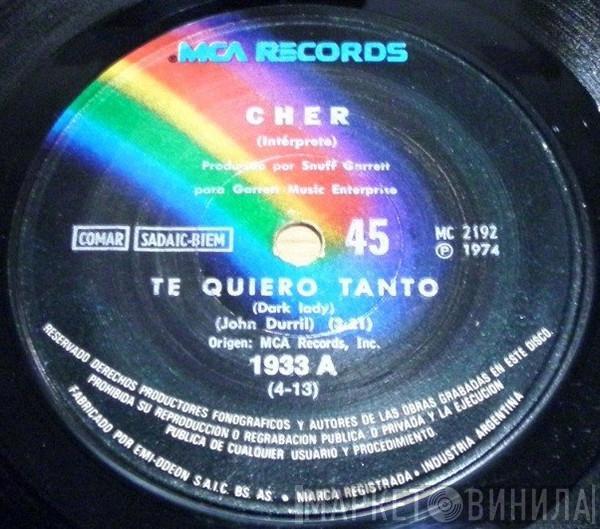 MCA RECORDS
CHER
(Intérprete)
Producido por Snuff Garrett
para Garrett Music Enterprise
COMAR SADAIC-BIEM 45 MC 2192
Ⓟ 1974
TE QUIERO TANTO
(Dark lady)
(John Durril) (3:21)
Origen: MCA Records, Inc.
1933 A
(4-13)
RESERVADO DERECHOS PRODUCTORES FONOGRAFICOS Y AUTORES DE LAS OBRAS GRABADAS EN ESTE DISCO.
PROHIBIDA SU REPRODUCCION O REGRABACION PUBLICA O PRIVADA Y LA EJECUCION
PUBLICA DE CUALQUIER USUARIO Y PROCEDIMIENTO.
FABRICADO POR EMI-ODEON S.A.I.C. BS. AS. • MARCA REGISTRADA • INDUSTRIA ARGENTINA
МАРКЕТ ВИНИЛА